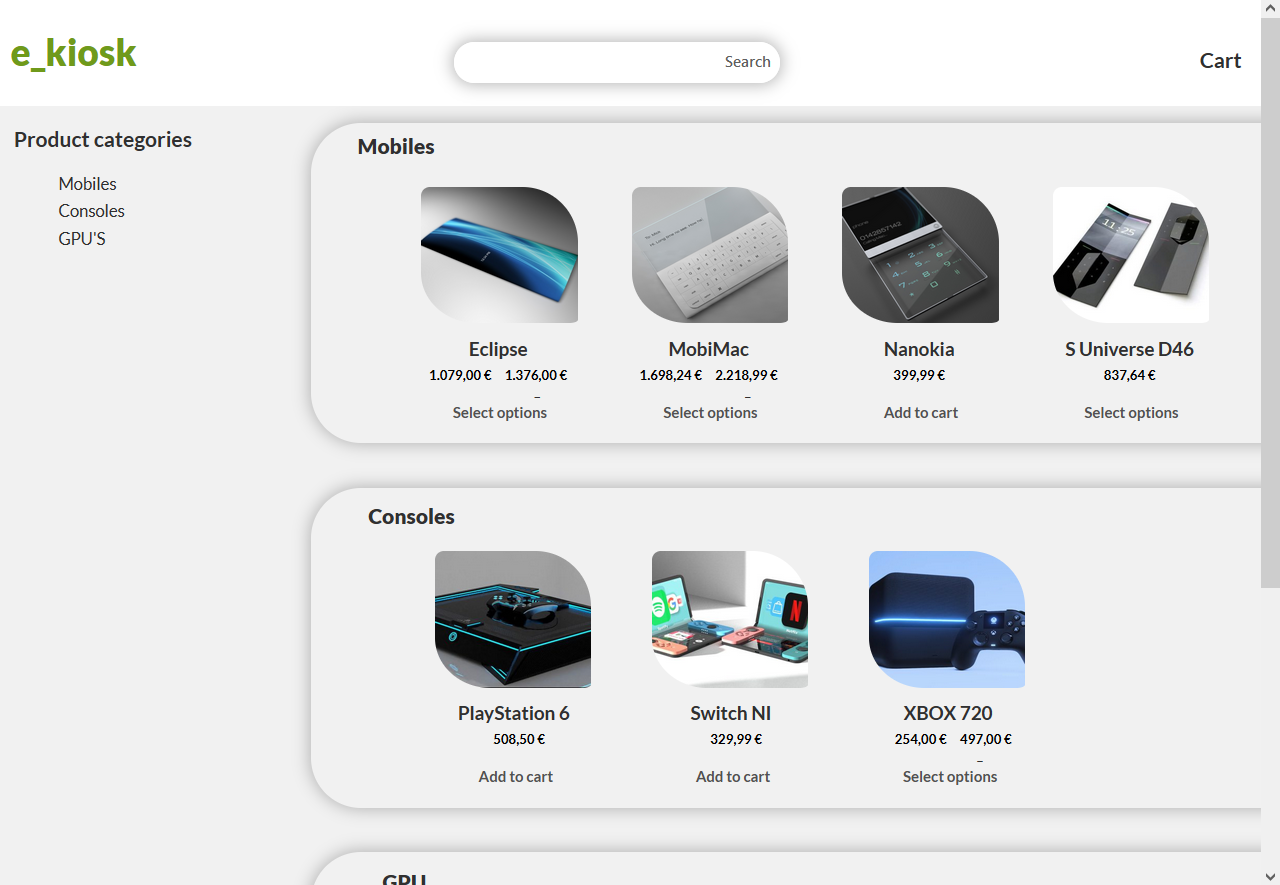 e_kiosk
Search
Cart
Product categories
Mobiles
Consoles
GPU'S
Mobiles
11:25
0142857142
Eclipse
MobiMac
Nanokia
S Universe D46
1.079,00 € 1.376,00 €
1.698,24 € 2.218,99 €
399,99 €
837,64 €
–
–
Select options
Select options
Add to cart
Select options
Consoles
N
PlayStation 6
Switch NI
XBOX 720
508,50 €
329,99 €
254,00 € 497,00 €
–
Add to cart
Add to cart
Select options
GPU